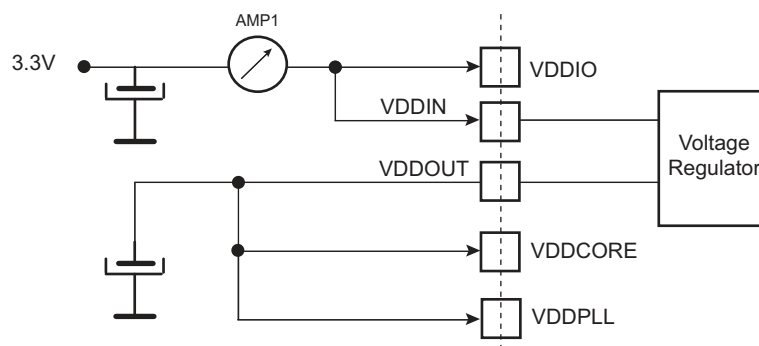 AMP1
3.3V
VDDIO
VDDIN
Voltage
Regulator
VDDOUT
VDDCORE
VDDPLL